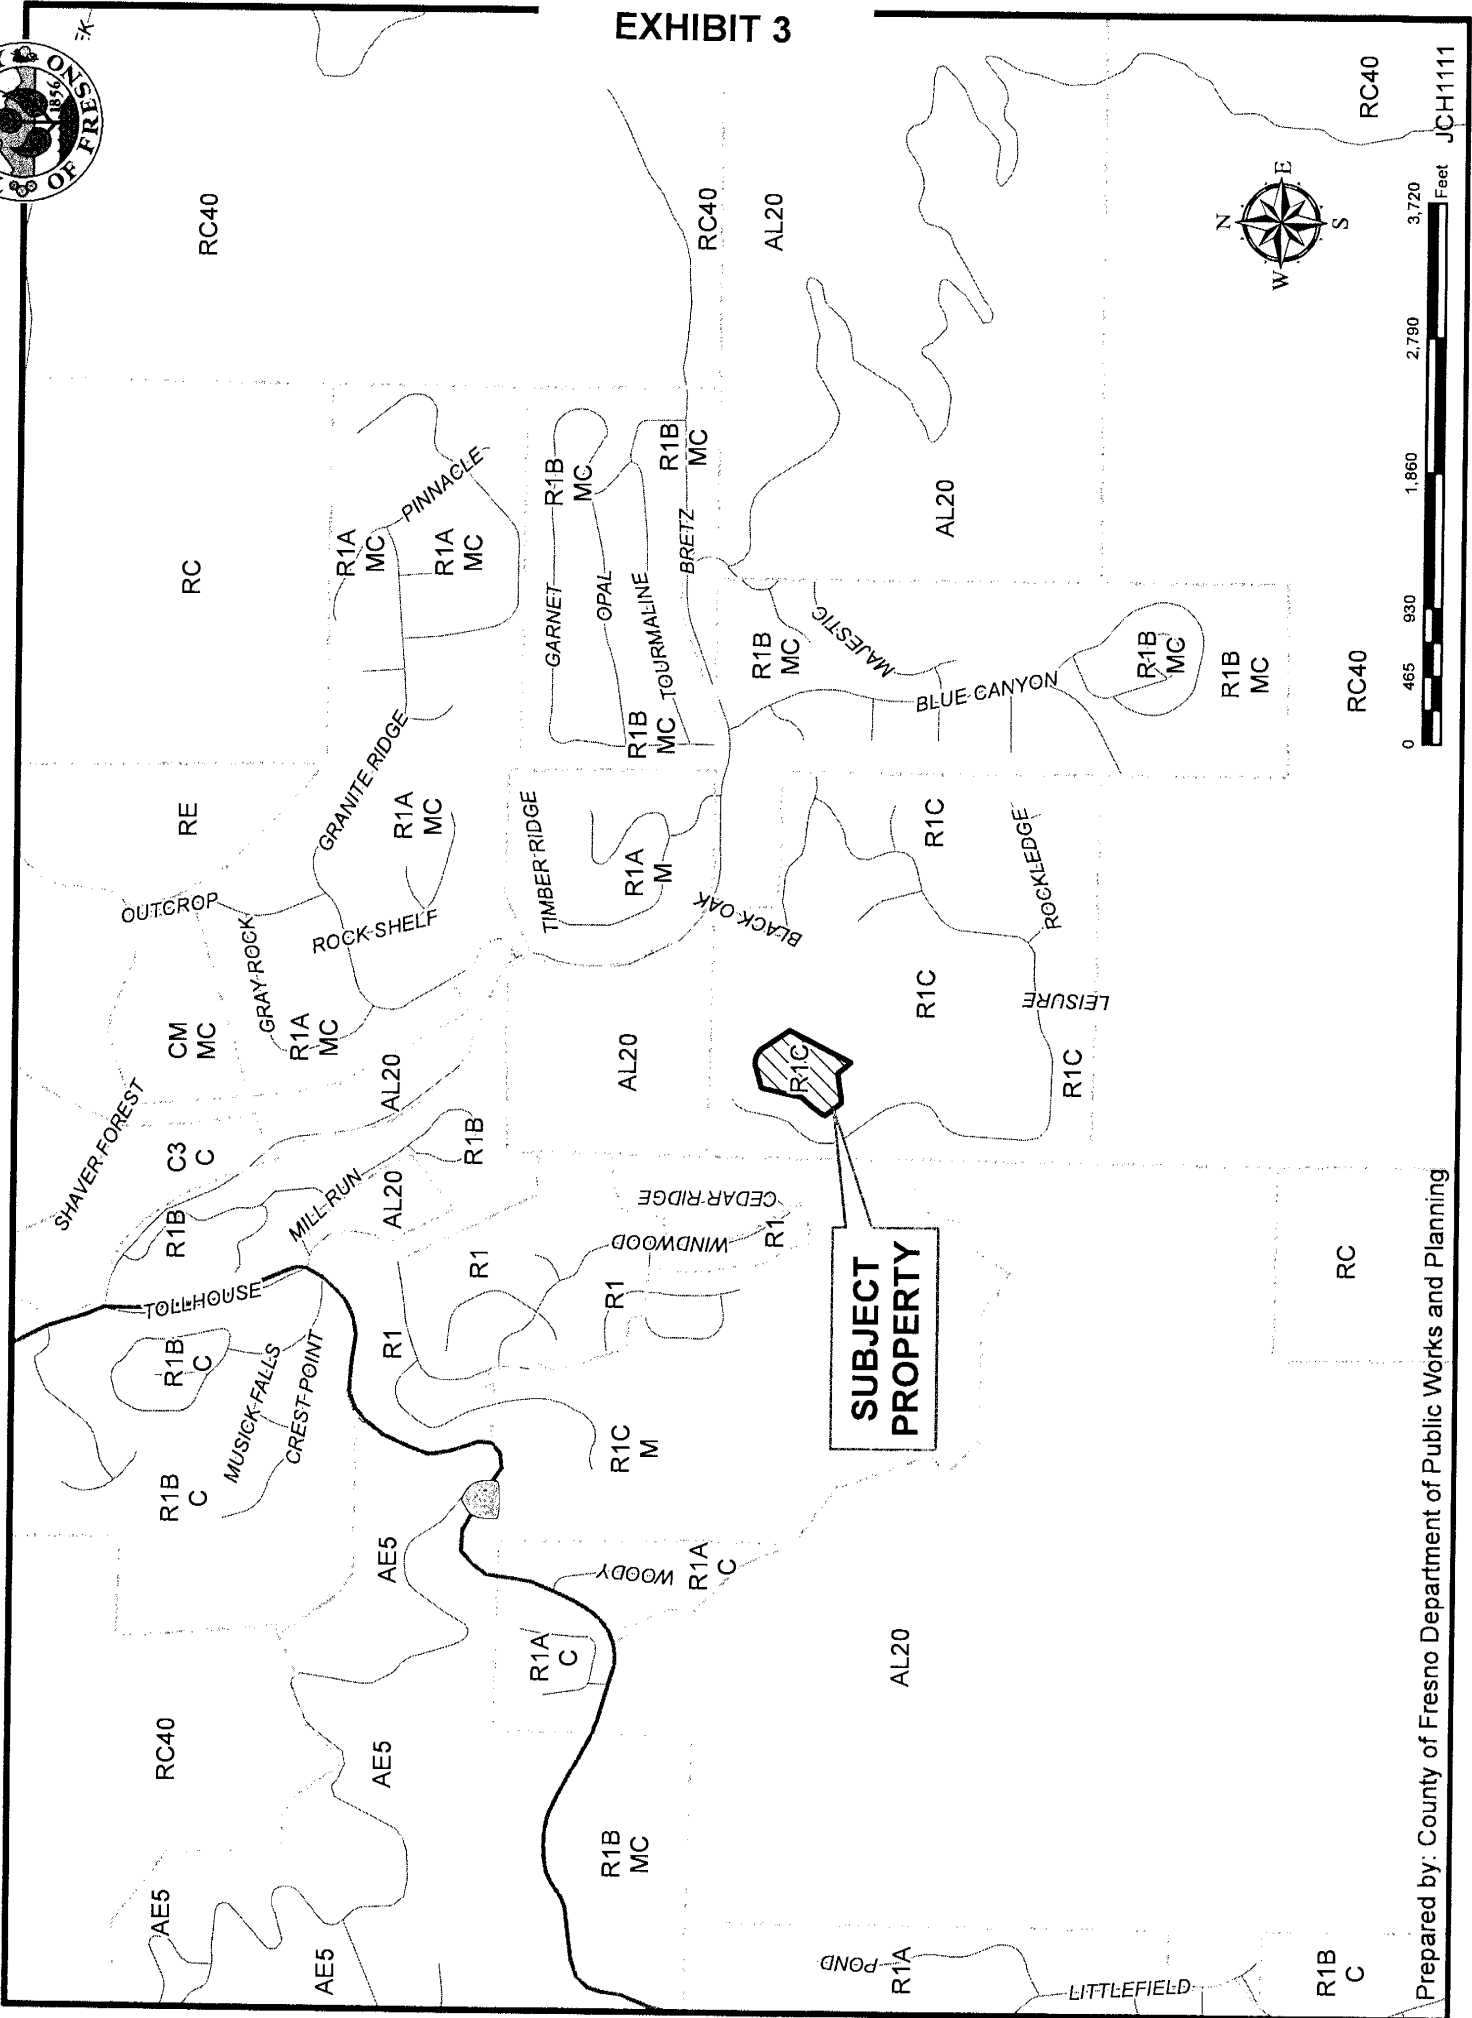 EXHIBIT 3
OF FRESNO
1856
EK
RC40
RC
RE
OUTCROP
CM
MC
SHAVER-FOREST
C3
C
R1B
TOLLHOUSE
R1B
C
R1B
C
RC40
AE5
PINNACLE
R1A
MC
R1A
MC
GRANITE RIDGE
R1A
MC
ROCK-SHELF
GRAY-ROCK
R1A
MC
AL20
MILL-RUN
R1B
AL20
R1
R1
MUSICK-FALLS
CREST-POINT
AE5
AE5
AE5
RC40
AL20
R1B
MC
R1B
MC
GARNET
OPAL
TOURMALINE
BRETZ
R1B
MC
TIMBER-RIDGE
R1A
M
BLACK OAK
AL20
CEDAR-RIDGE
WINDWOOD
R1
R1
R1C
M
WOODY
R1A
C
R1A
C
R1B
MC
AL20
R1B
MC
MAJESTIC
BLUE CANYON
R1B
MC
R1B
MC
R1C
ROCKLEDGE
R1C
LEISURE
R1C
R1C
SUBJECT
PROPERTY
AL20
POND
R1A
LITTLEFIELD
R1B
C
RC
RC40
RC40
N
E
S
W
0
465
930
1,860
2,790
3,720
Feet
JCH1111
Prepared by: County of Fresno Department of Public Works and Planning